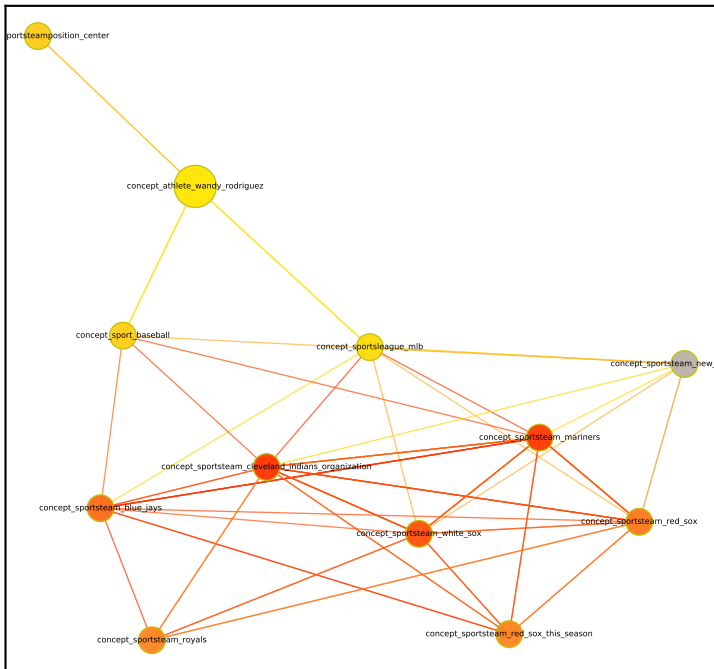 portsteamposition_center
concept_athlete_wandy_rodriguez
concept_sport_baseball
concept_sportsleague_mlb
concept_sportsteam_new_
concept_sportsteam_mariners
concept_sportsteam_cleveland_indians_organization
concept_sportsteam_blue_jays
concept_sportsteam_red_sox
concept_sportsteam_white_sox
concept_sportsteam_royals
concept_sportsteam_red_sox_this_season